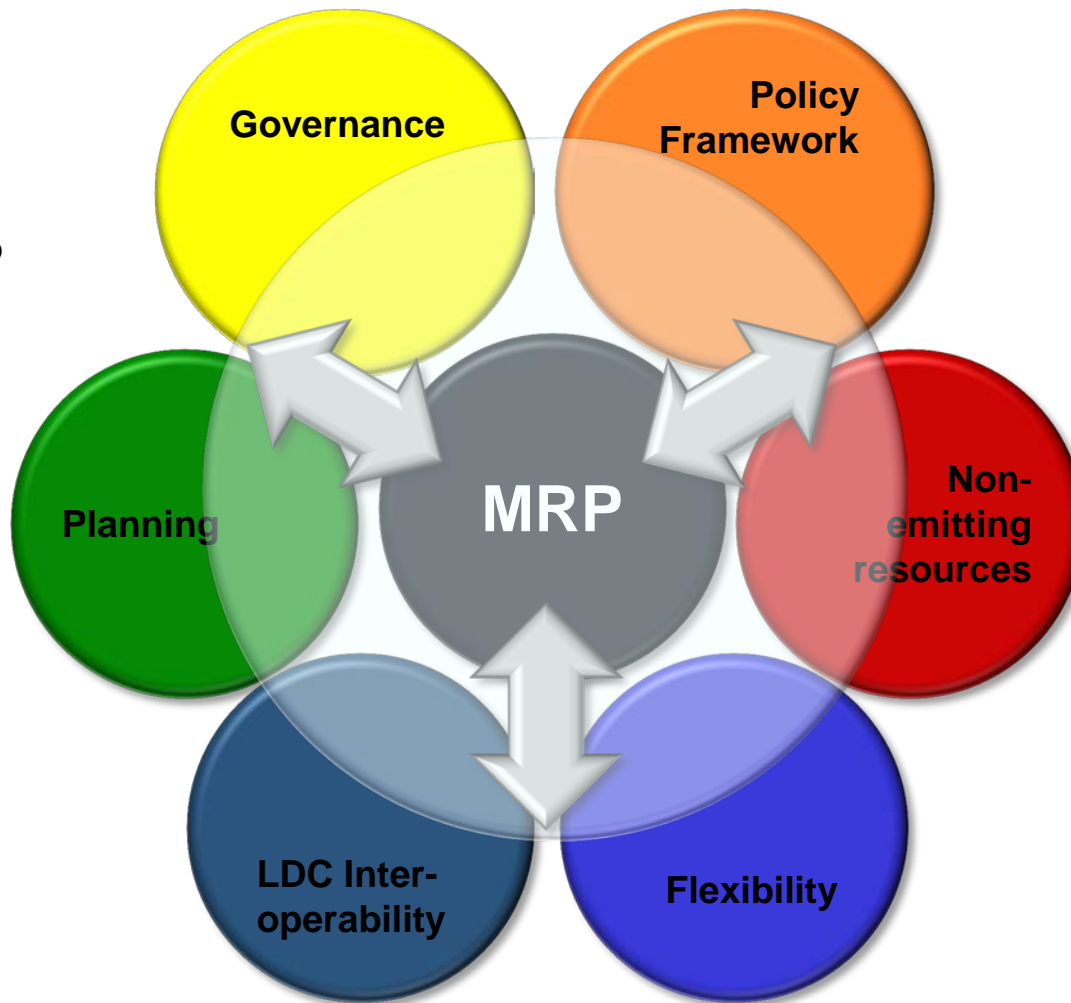 Governance
Policy
Framework
Planning
MRP
Non-
emitting
resources
LDC Inter-
operability
Flexibility